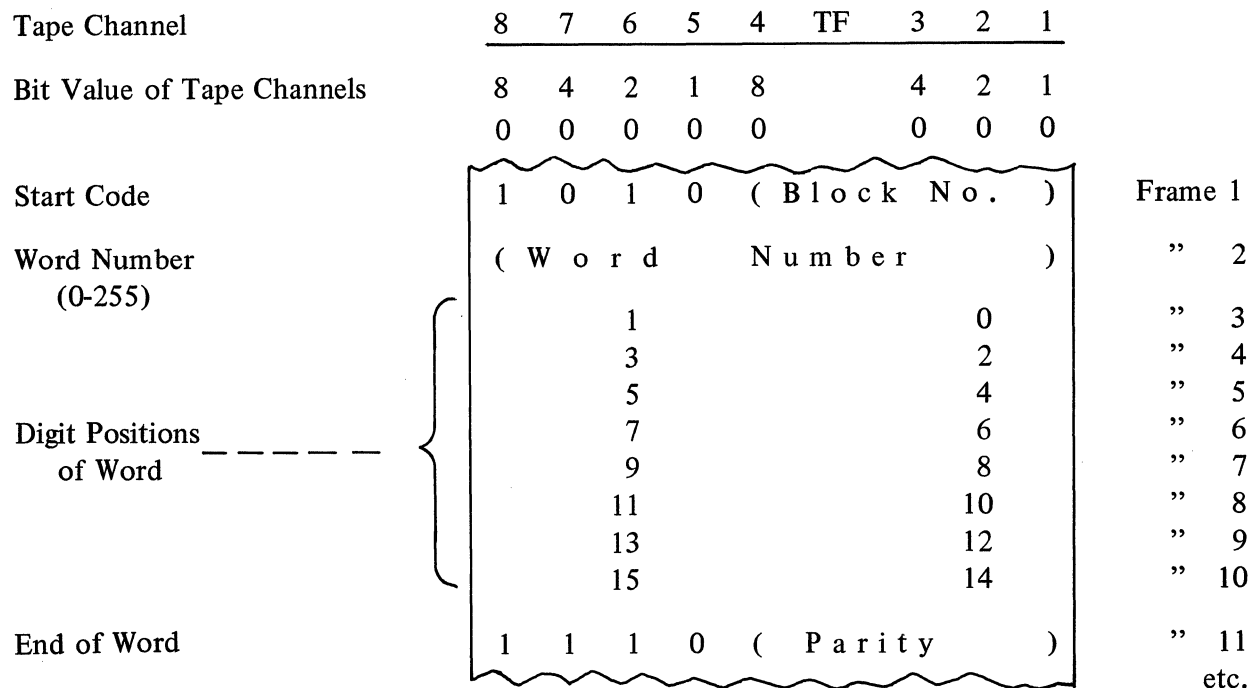 Tape Channel 8 7 6 5 4 TF 3 2 1
Bit Value of Tape Channels 8 4 2 1 8 4 2 1
0 0 0 0 0 0 0 0
Start Code 1 0 1 0 ( Block No. ) Frame 1
Word Number ( Word Number ) " 2
(0-255)
1 0 " 3
3 2 " 4
5 4 " 5
Digit Positions 7 6 " 6
of Word 9 8 " 7
11 10 " 8
13 12 " 9
15 14 " 10
End of Word 1 1 1 0 ( Parity ) " 11
etc.